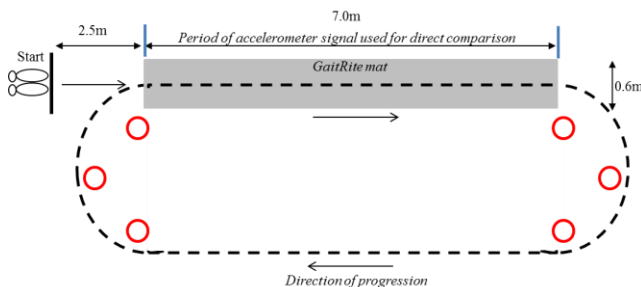 7.0m
2.5m
Period of accelerometer signal used for direct comparison
Start
GaitRite mat
0.6m
Direction of progression